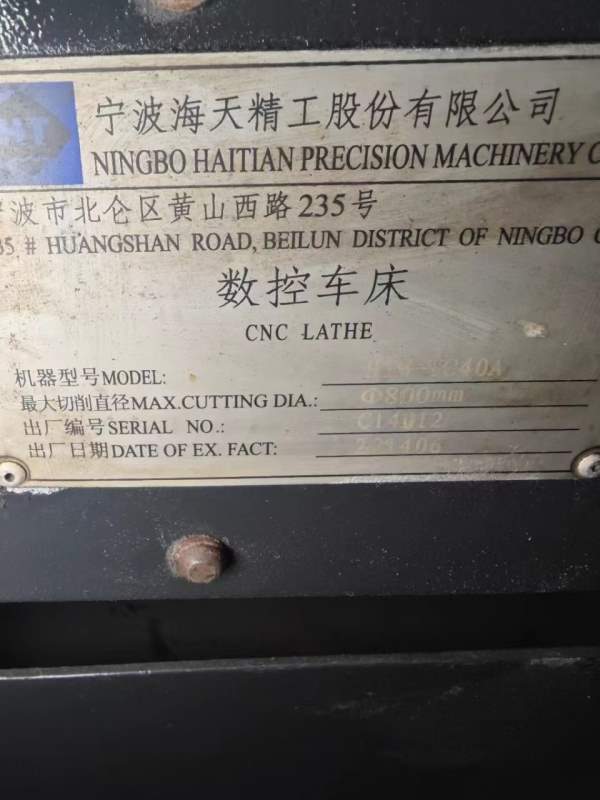 宁波海天精工股份有限公司
NINGBO HAITIAN PRECISION MACHINERY C
波市北仑区黄山西路235号
35 # HUANGSHAN ROAD, BEILUN DISTRICT OF NINGBO
数控车床
CNC LATHE
机器型号MODEL:
最大切削直径MAX.CUTTING DIA.: Φ800mm
出厂编号SERIAL NO.: C14012
出厂日期DATE OF EX. FACT: 201406